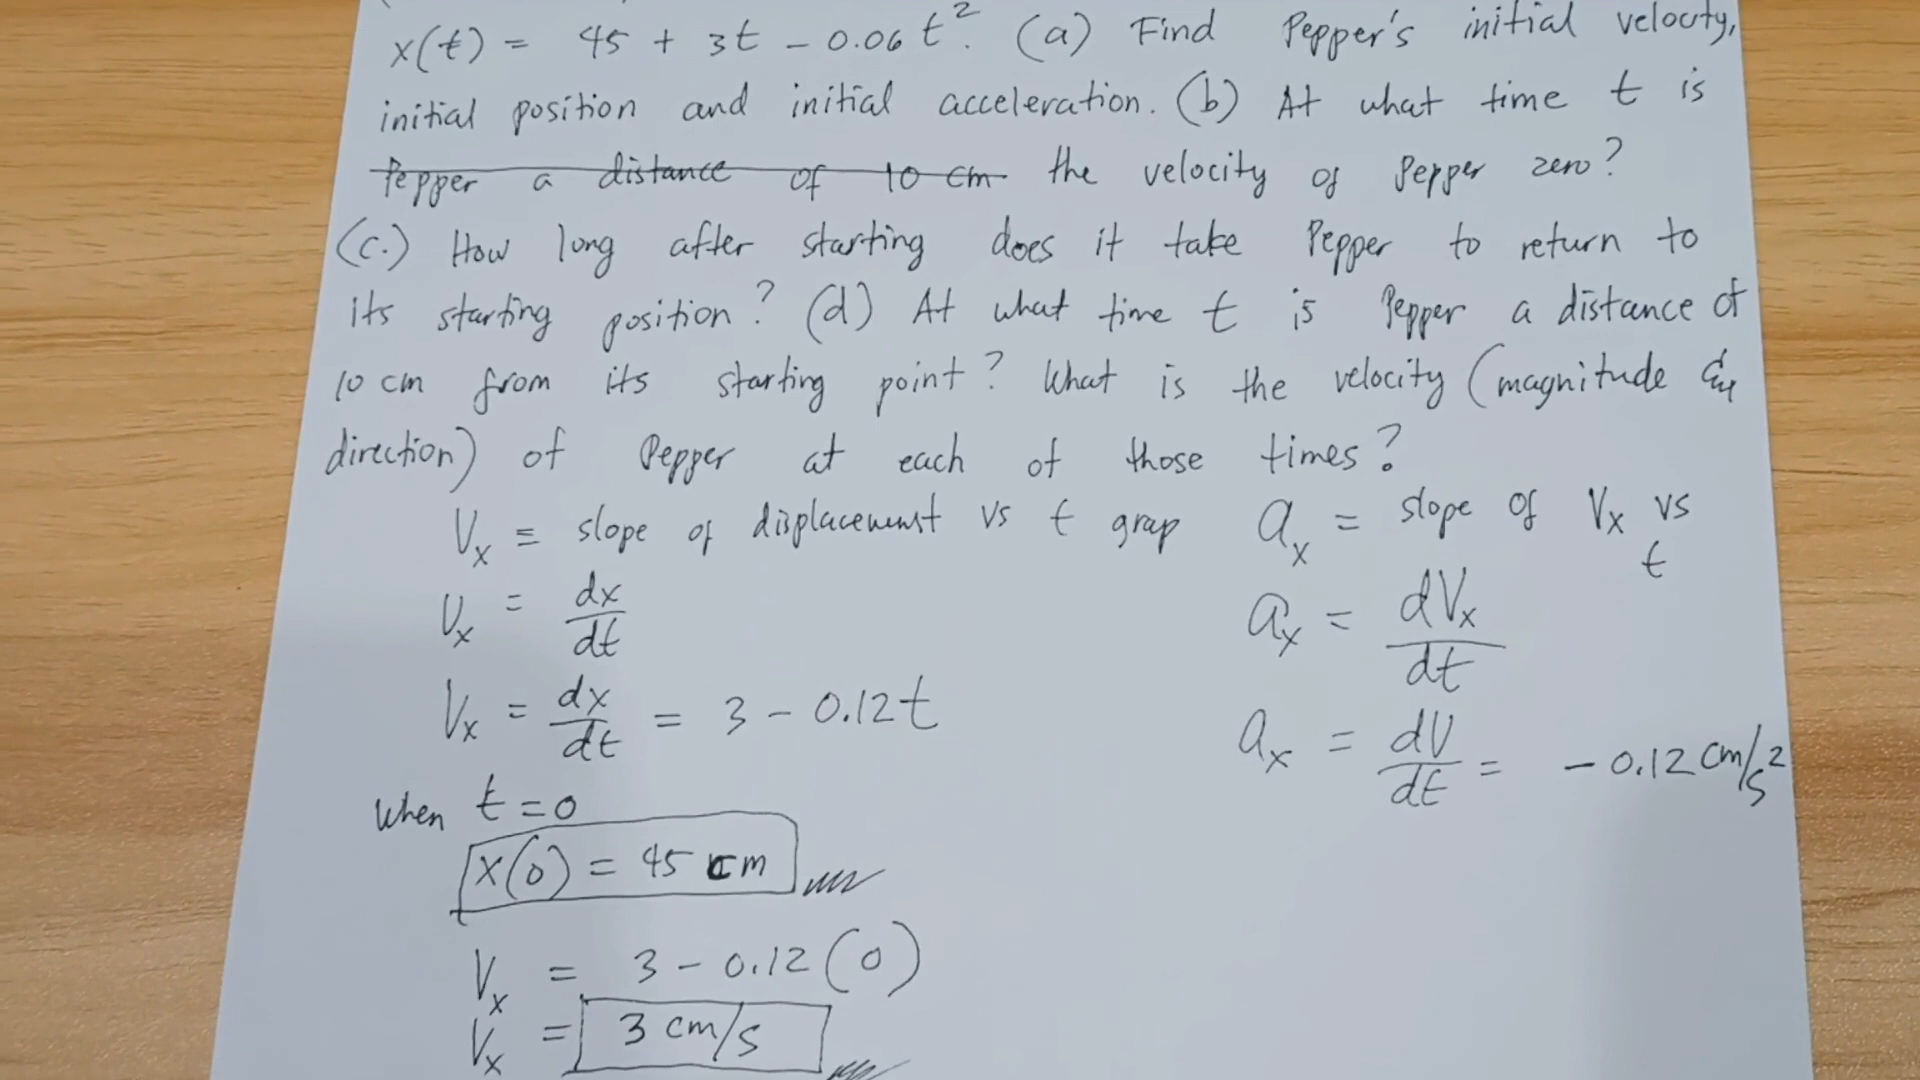 x(t) = 45 + 3t - 0.06t². (a) Find Pepper's initial velocity,
initial position and initial acceleration. (b) At what time t is
Pepper a distance of 10 cm the velocity of Pepper zero?
(c.) How long after starting does it take Pepper to return to
its starting position? (d) At what time t is Pepper a distance of
10 cm from its starting point? What is the velocity (magnitude &
direction) of Pepper at each of those times?
Vx = slope of displacement vs t grap
ax = slope of Vx vs
t
Vx = dx/dt
ax = dVx/dt
Vx = dx/dt = 3 - 0.12t
ax = dV/dt = -0.12 cm/s²
When t = 0
x(0) = 45 cm
Vx = 3 - 0.12(0)
Vx = 3 cm/s